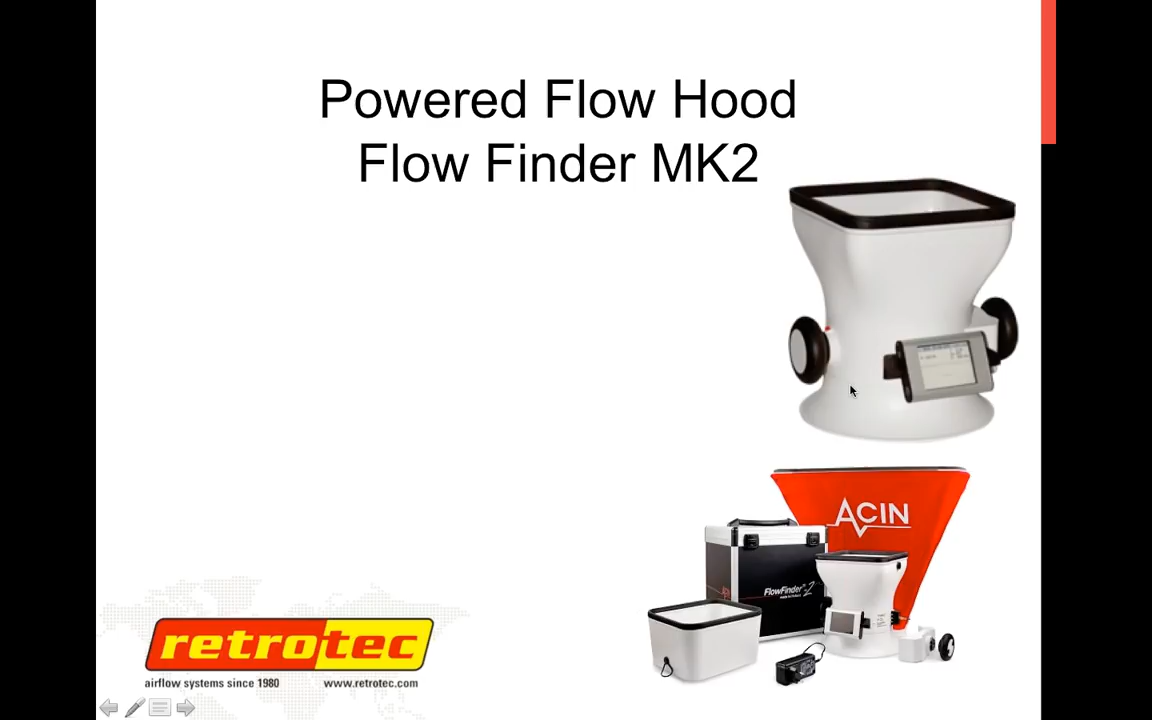 Powered Flow Hood
Flow Finder MK2
ACIN
FlowFinder 2
retrotec
airflow systems since 1980
www.retrotec.com